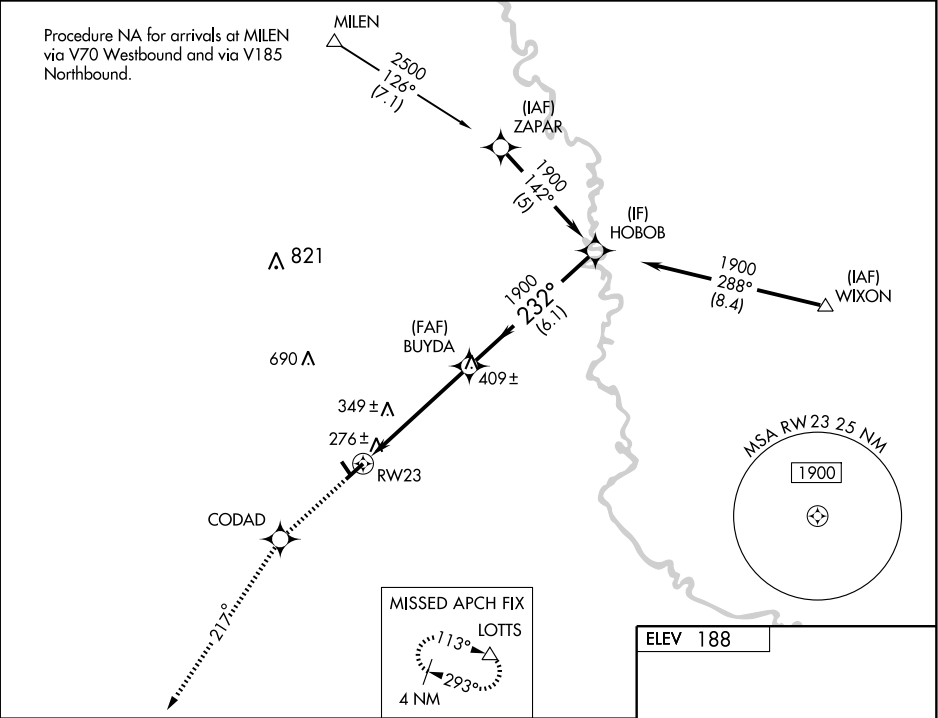 Procedure NA for arrivals at MILEN
via V70 Westbound and via V185
Northbound.
MILEN
2500
126°
(7.1)
(IAF)
ZAPAR
1900
142°
(5)
(IF)
HOBOB
1900
288°
(8.4)
(IAF)
WIXON
821
1900
232°
(6.1)
(FAF)
BUYDA
690
409±
349±
276±
RW23
MSA RW23 25 NM
1900
CODAD
217°
MISSED APCH FIX
LOTTS
113°
293°
4 NM
ELEV 188